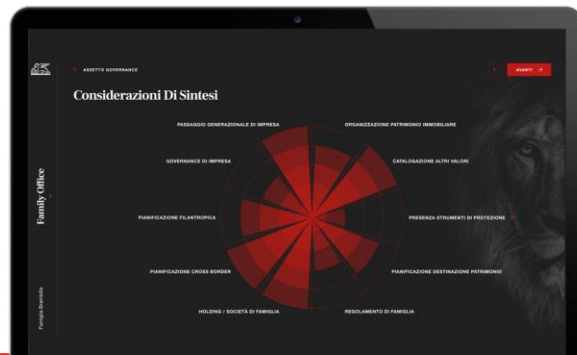 ASSETTO GOVERNANCE
AVANTI
Considerazioni Di Sintesi
PASSAGGIO GENERAZIONALE DI IMPRESA
ORGANIZZAZIONE PATRIMONIO IMMOBILIARE
GOVERNANCE DI IMPRESA
CATALOGAZIONE ALTRI VALORI
PIANIFICAZIONE FILANTROPICA
PRESENZA STRUMENTI DI PROTEZIONE
PIANIFICAZIONE CROSS BORDER
PIANIFICAZIONE DESTINAZIONE PATRIMONIO
HOLDING / SOCIETÀ DI FAMIGLIA
REGOLAMENTO DI FAMIGLIA
Family Office
Famiglia